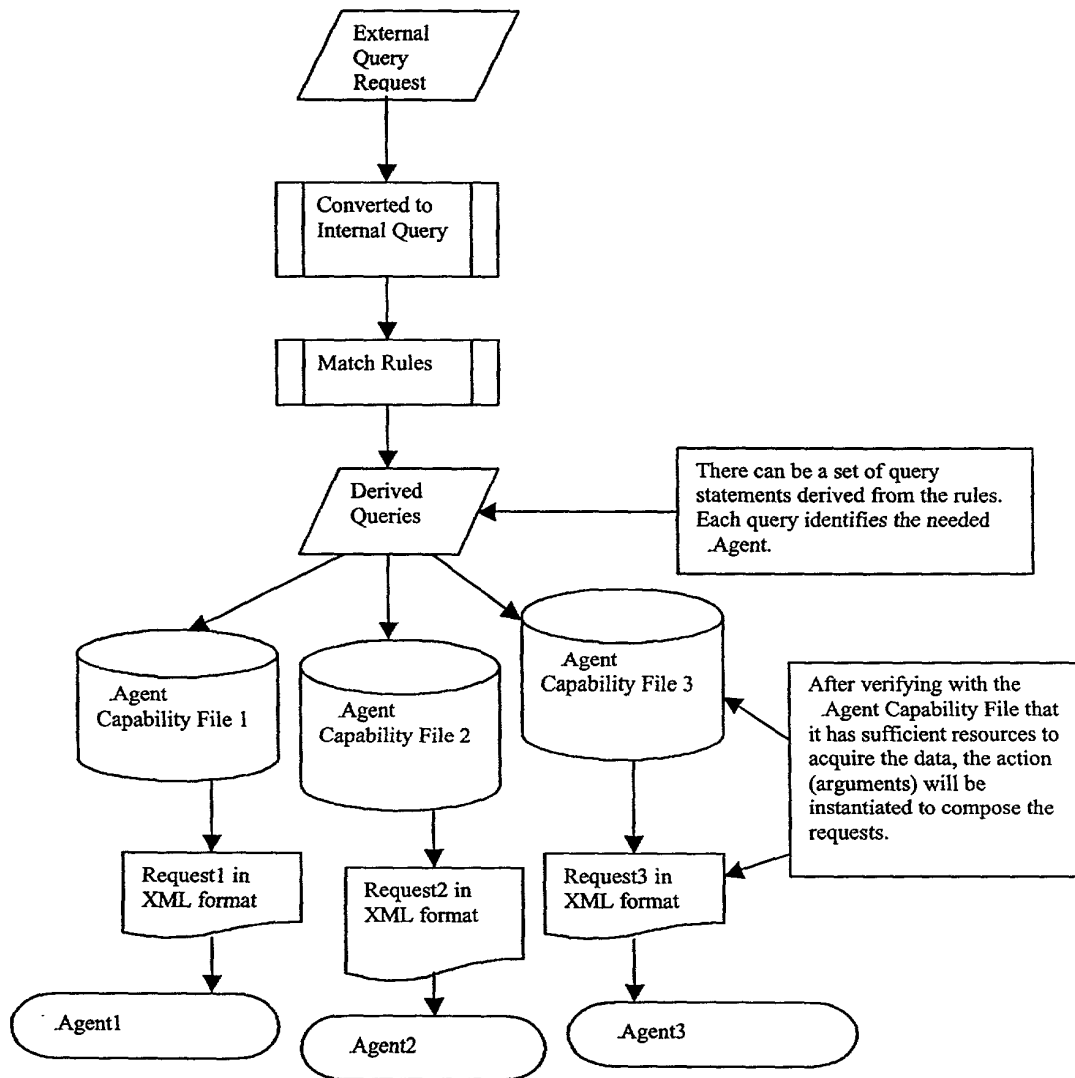 External
Query
Request
Converted to
Internal Query
Match Rules
Derived
Queries
There can be a set of query
statements derived from the rules.
Each query identifies the needed
Agent.
Agent
Capability File 1
Agent
Capability File 2
Agent
Capability File 3
After verifying with the
Agent Capability File that
it has sufficient resources to
acquire the data, the action
(arguments) will be
instantiated to compose the
requests.
Request1 in
XML format
Request2 in
XML format
Request3 in
XML format
Agent1
Agent2
Agent3